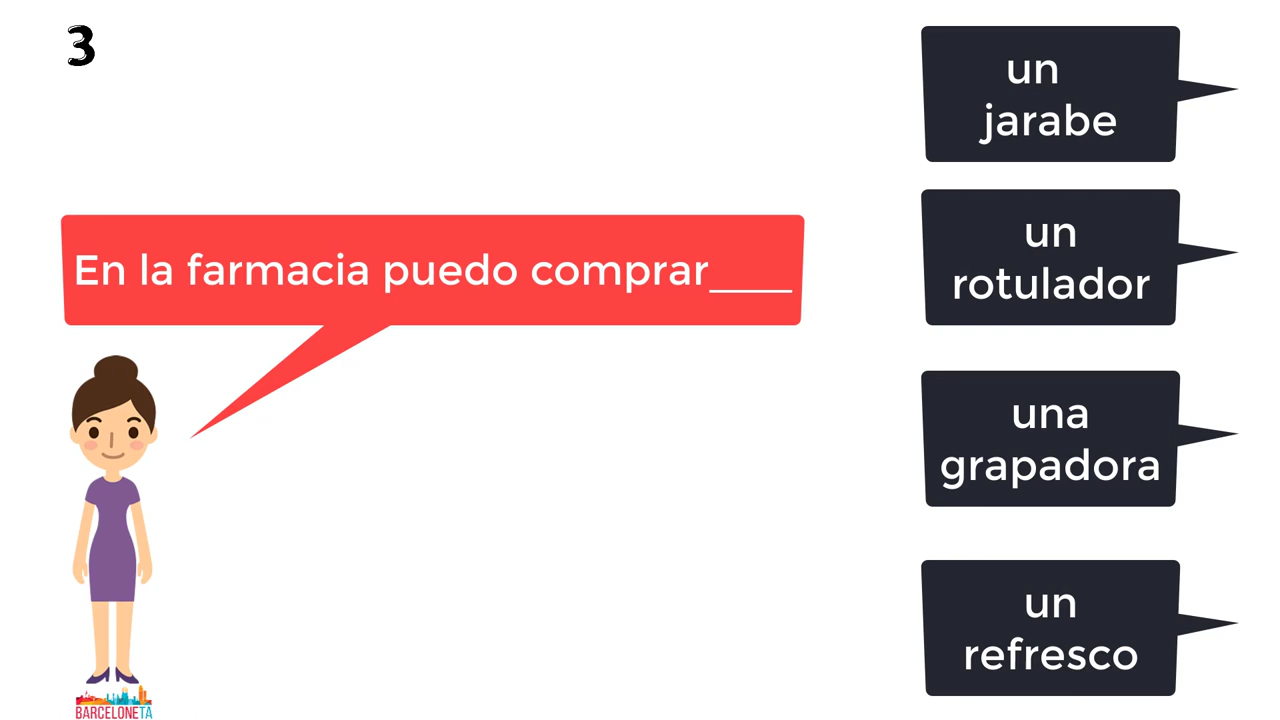 3
En la farmacia puedo comprar____
un
jarabe
un
rotulador
una
grapadora
un
refresco
BARCELONETA